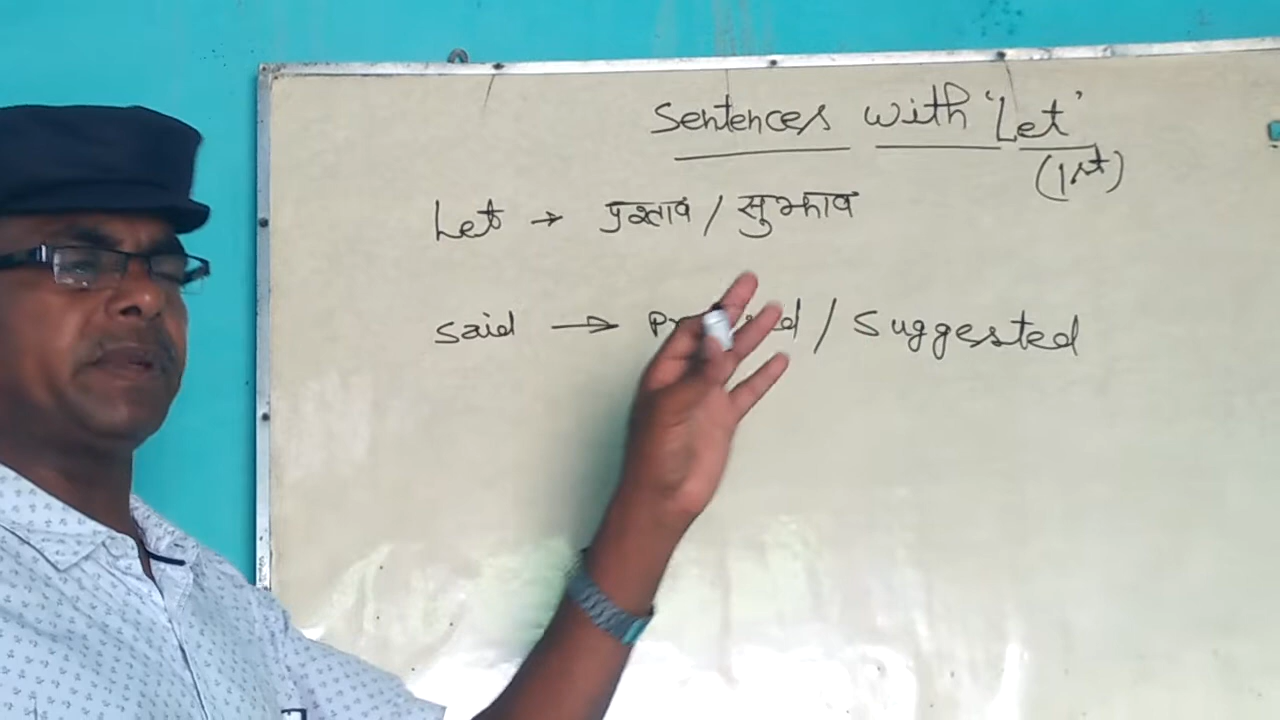 Sentences with 'Let'
(1st)
Let → प्रस्ताव / सुझाव
Said → / Suggested